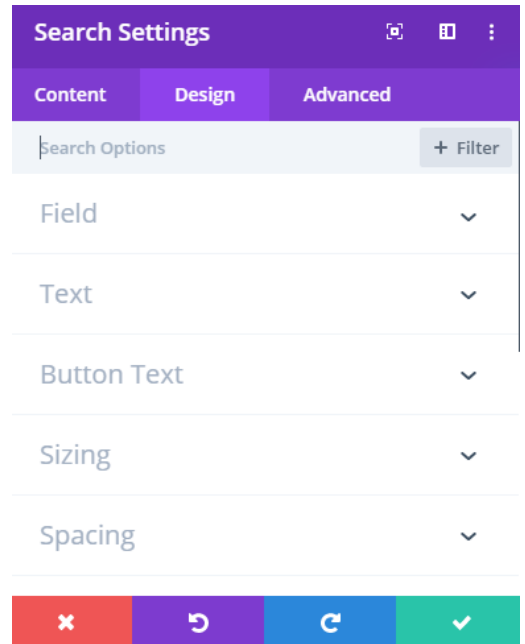 Search Settings
Content Design Advanced
Search Options + Filter
Field
Text
Button Text
Sizing
Spacing